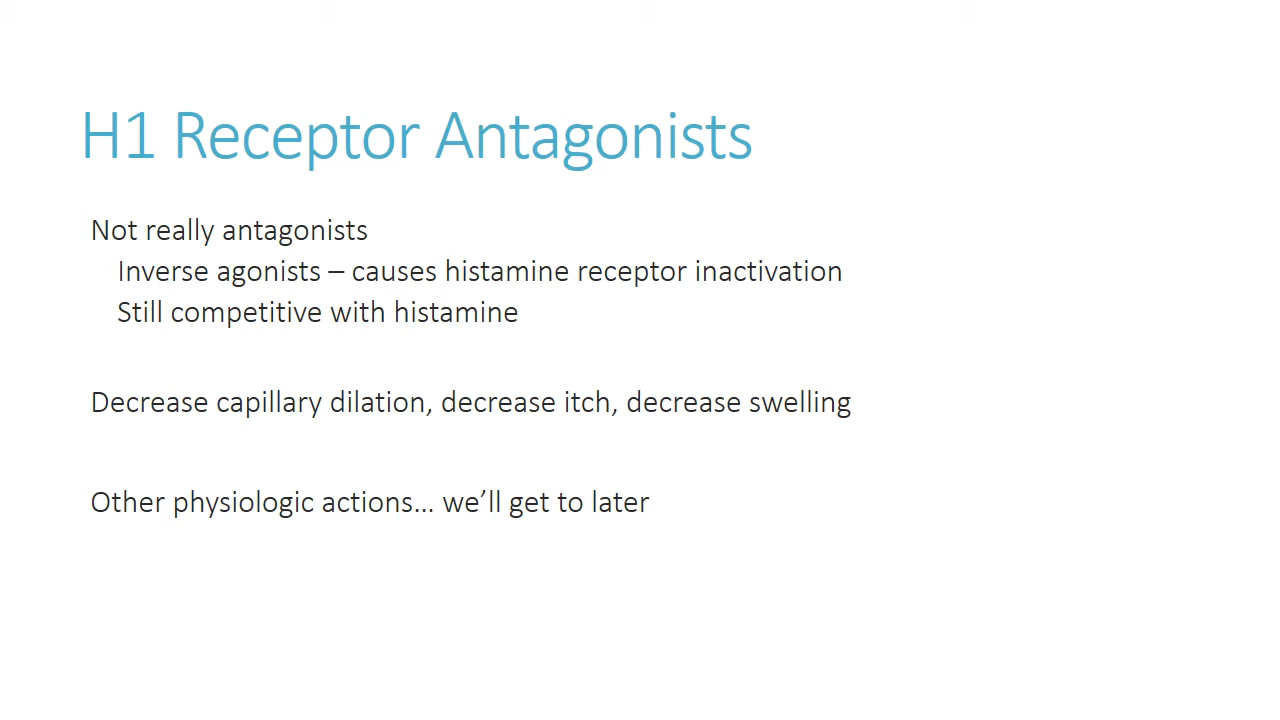 H1 Receptor Antagonists
Not really antagonists
Inverse agonists – causes histamine receptor inactivation
Still competitive with histamine
Decrease capillary dilation, decrease itch, decrease swelling
Other physiologic actions… we’ll get to later